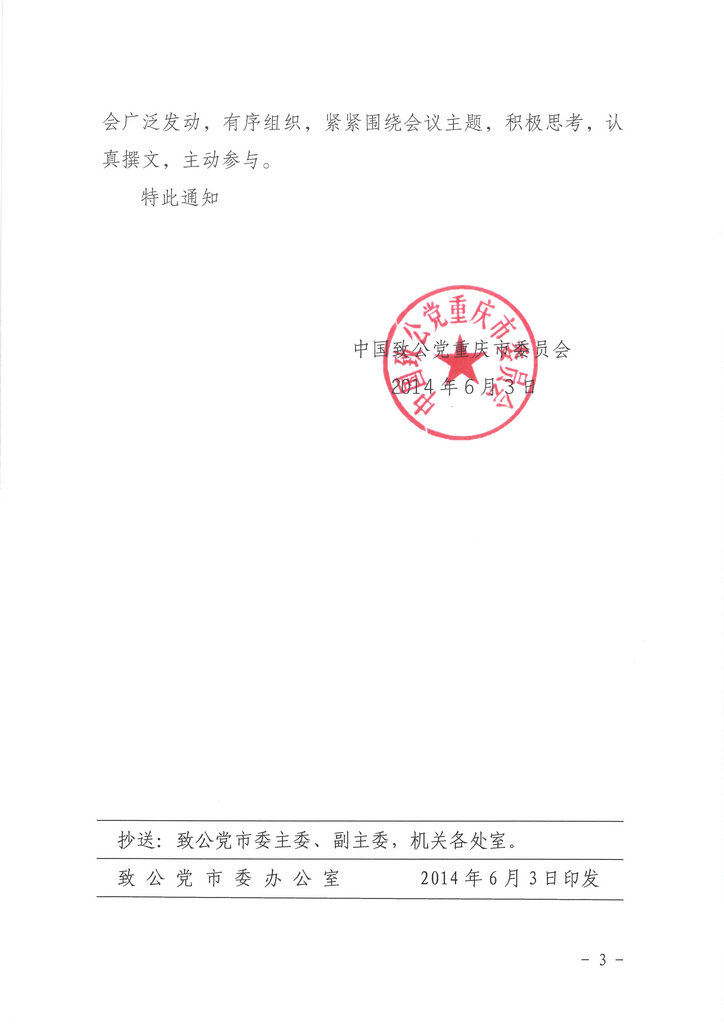 会广泛发动，有序组织，紧紧围绕会议主题，积极思考，认
真撰文，主动参与。
特此通知
中国致公党重庆市委员会
中国致公党重庆市委员会
2014年6月3日
抄送：致公党市委主委、副主委，机关各处室。
致公党市委办公室 2014年6月3日印发
- 3 -